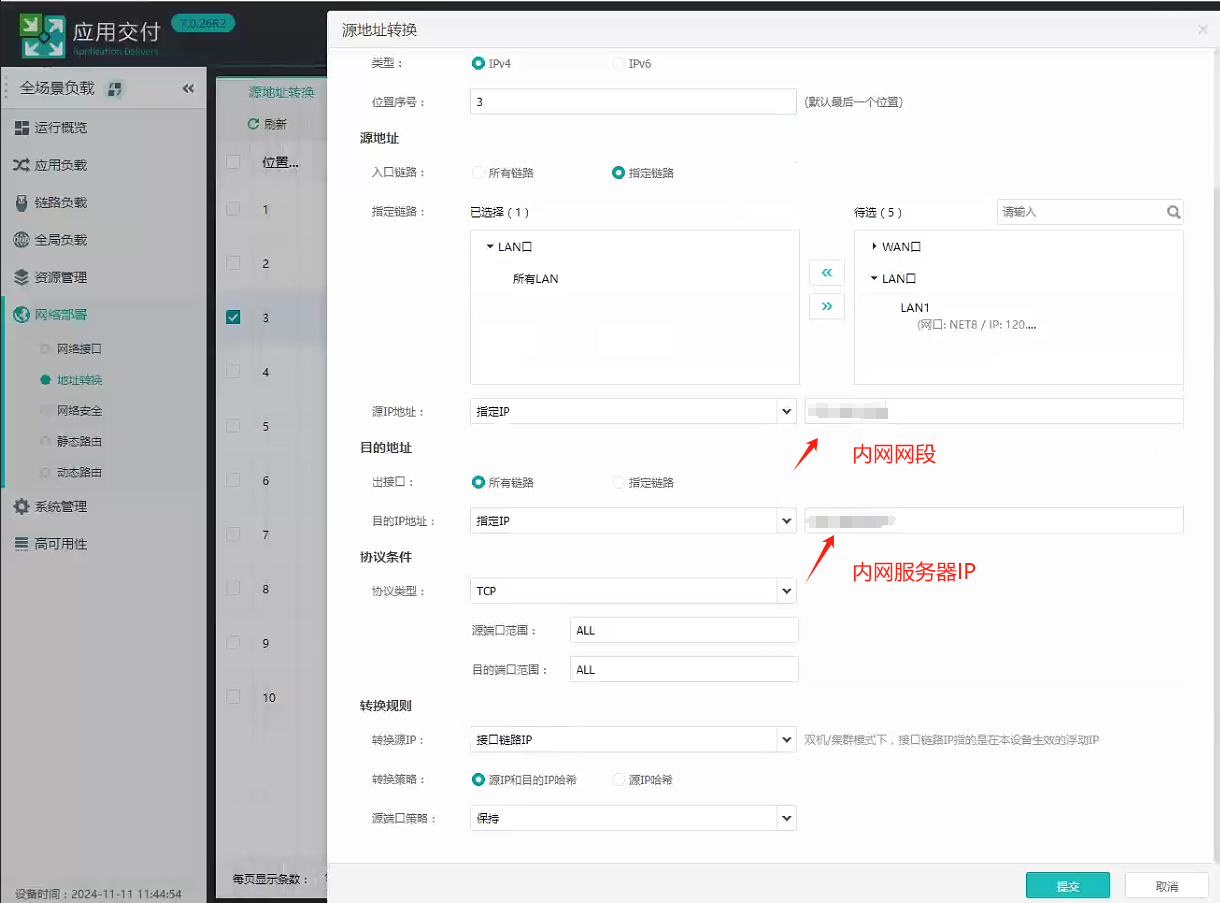 应用交付
7.0.26R2
Application Delivery
全场景负载
运行概览
应用负载
链路负载
全局负载
资源管理
网络部署
网络接口
地址转换
网络安全
静态路由
动态路由
系统管理
高可用性
设备时间：2024-11-11 11:44:54
源地址转换
刷新
位置...
1
2
3
4
5
6
7
8
9
10
每页显示条数：
源地址转换
类型： IPv4 IPv6
位置序号： 3 (默认最后一个位置)
源地址
入口链路： 所有链路 指定链路
指定链路： 已选择 ( 1 ) 待选 ( 5 ) 请输入
LAN口
所有LAN
WAN口
LAN口
LAN1
(网口: NET8 / IP: 120....
源IP地址： 指定IP
内网网段
目的地址
出接口： 所有链路 指定链路
目的IP地址： 指定IP
内网服务器IP
协议条件
协议类型： TCP
源端口范围： ALL
目的端口范围： ALL
转换规则
转换源IP： 接口链路IP 双机/集群模式下，接口链路IP指的是在本设备生效的浮动IP
转换策略： 源IP和目的IP哈希 源IP哈希
源端口策略： 保持
提交 取消